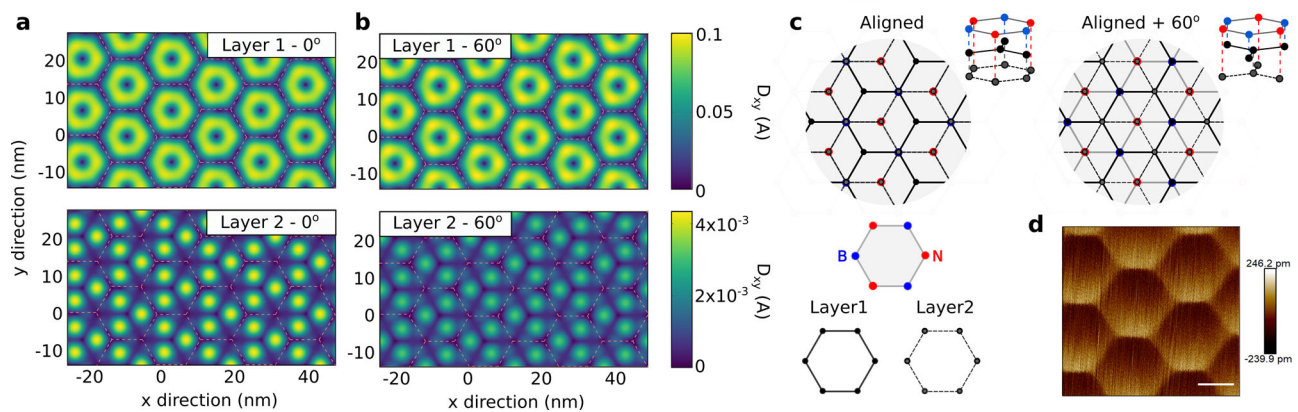 a
b
c
Aligned
Aligned + 60°
Layer 1 - 0°
Layer 1 - 60°
20
10
0
-10
20
10
0
-10
0.1
0.05
0
D_xy (A)
y direction (nm)
Layer 2 - 0°
Layer 2 - 60°
20
10
0
-10
20
10
0
-10
4x10⁻³
2x10⁻³
0
D_xy (A)
-20
0
20
40
-20
0
20
40
x direction (nm)
x direction (nm)
B
N
Layer1
Layer2
d
246.2 pm
-239.9 pm